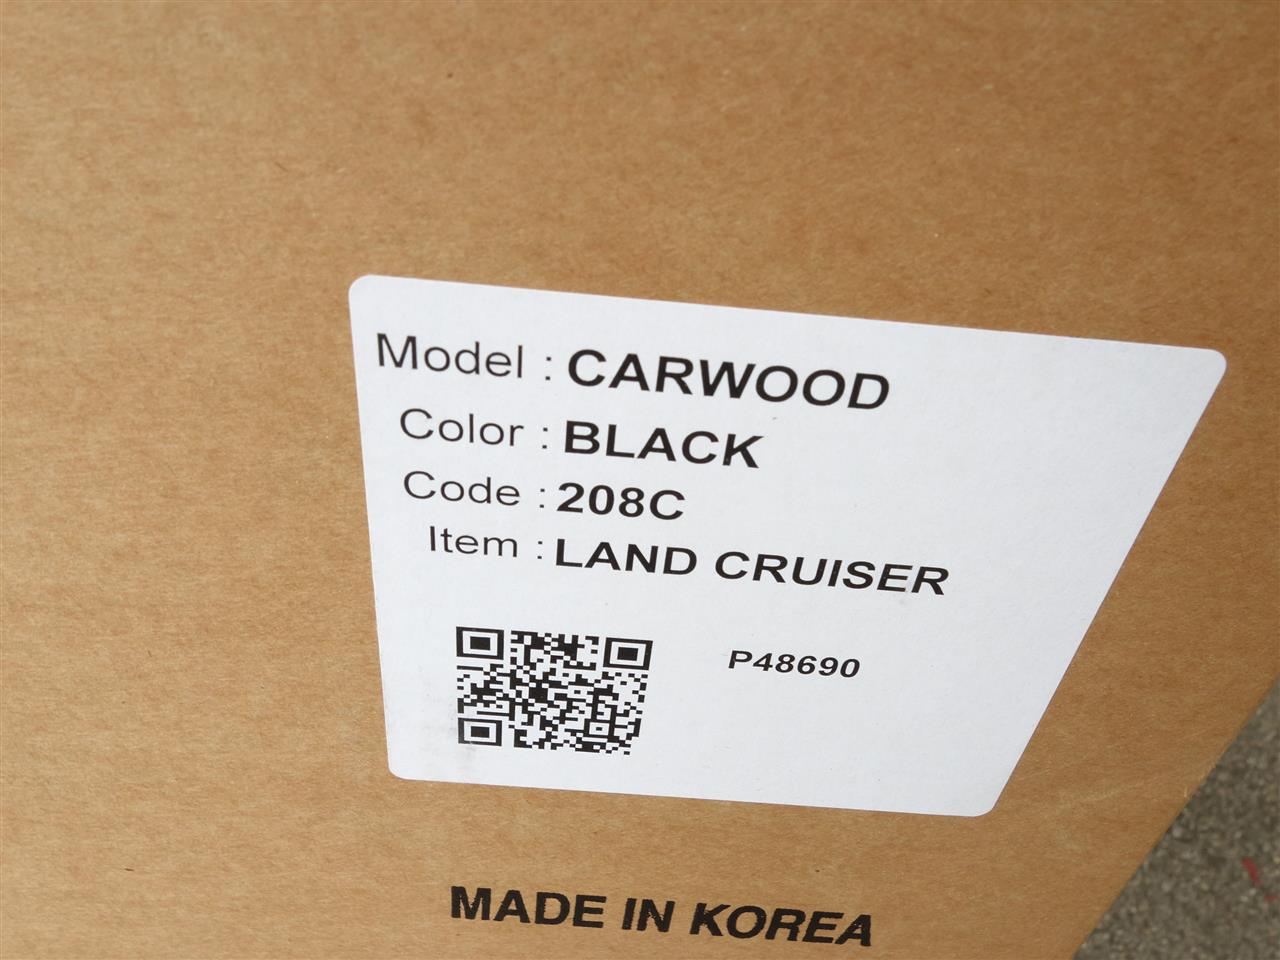 Model : CARWOOD
Color : BLACK
Code : 208C
Item : LAND CRUISER
P48690
MADE IN KOREA